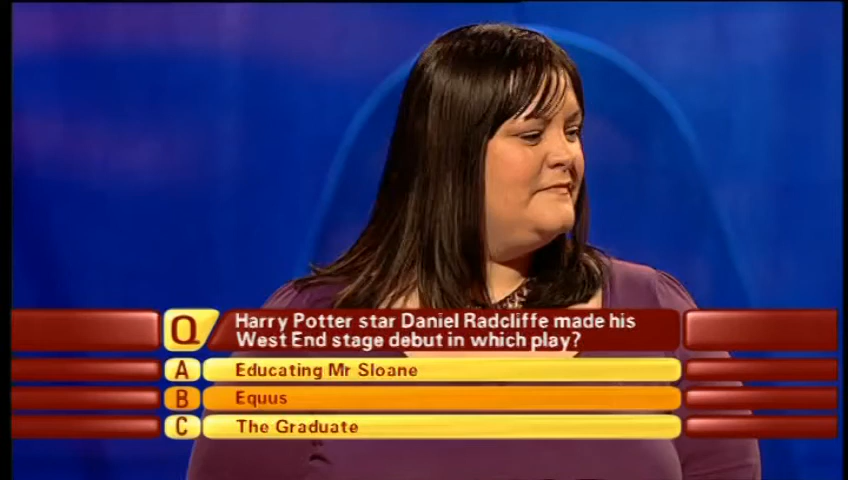 Q Harry Potter star Daniel Radcliffe made his
West End stage debut in which play?
A Educating Mr Sloane
B Equus
C The Graduate